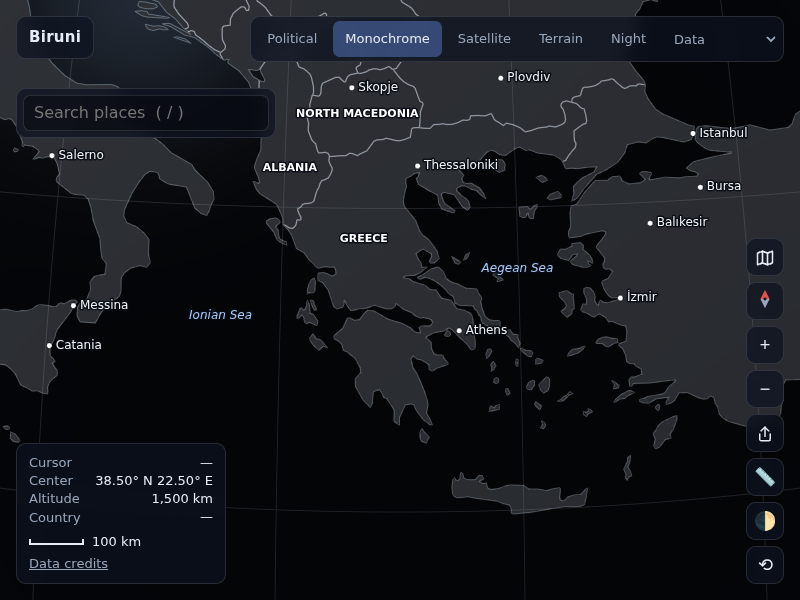 Biruni
Political Monochrome Satellite Terrain Night Data
Search places ( / )
Skopje
Plovdiv
NORTH MACEDONIA
Istanbul
Salerno
ALBANIA
Thessaloniki
Bursa
Balıkesir
GREECE
Aegean Sea
İzmir
Messina
Ionian Sea
Athens
Catania
Cursor —
Center 38.50° N 22.50° E
Altitude 1,500 km
Country —
100 km
Data credits